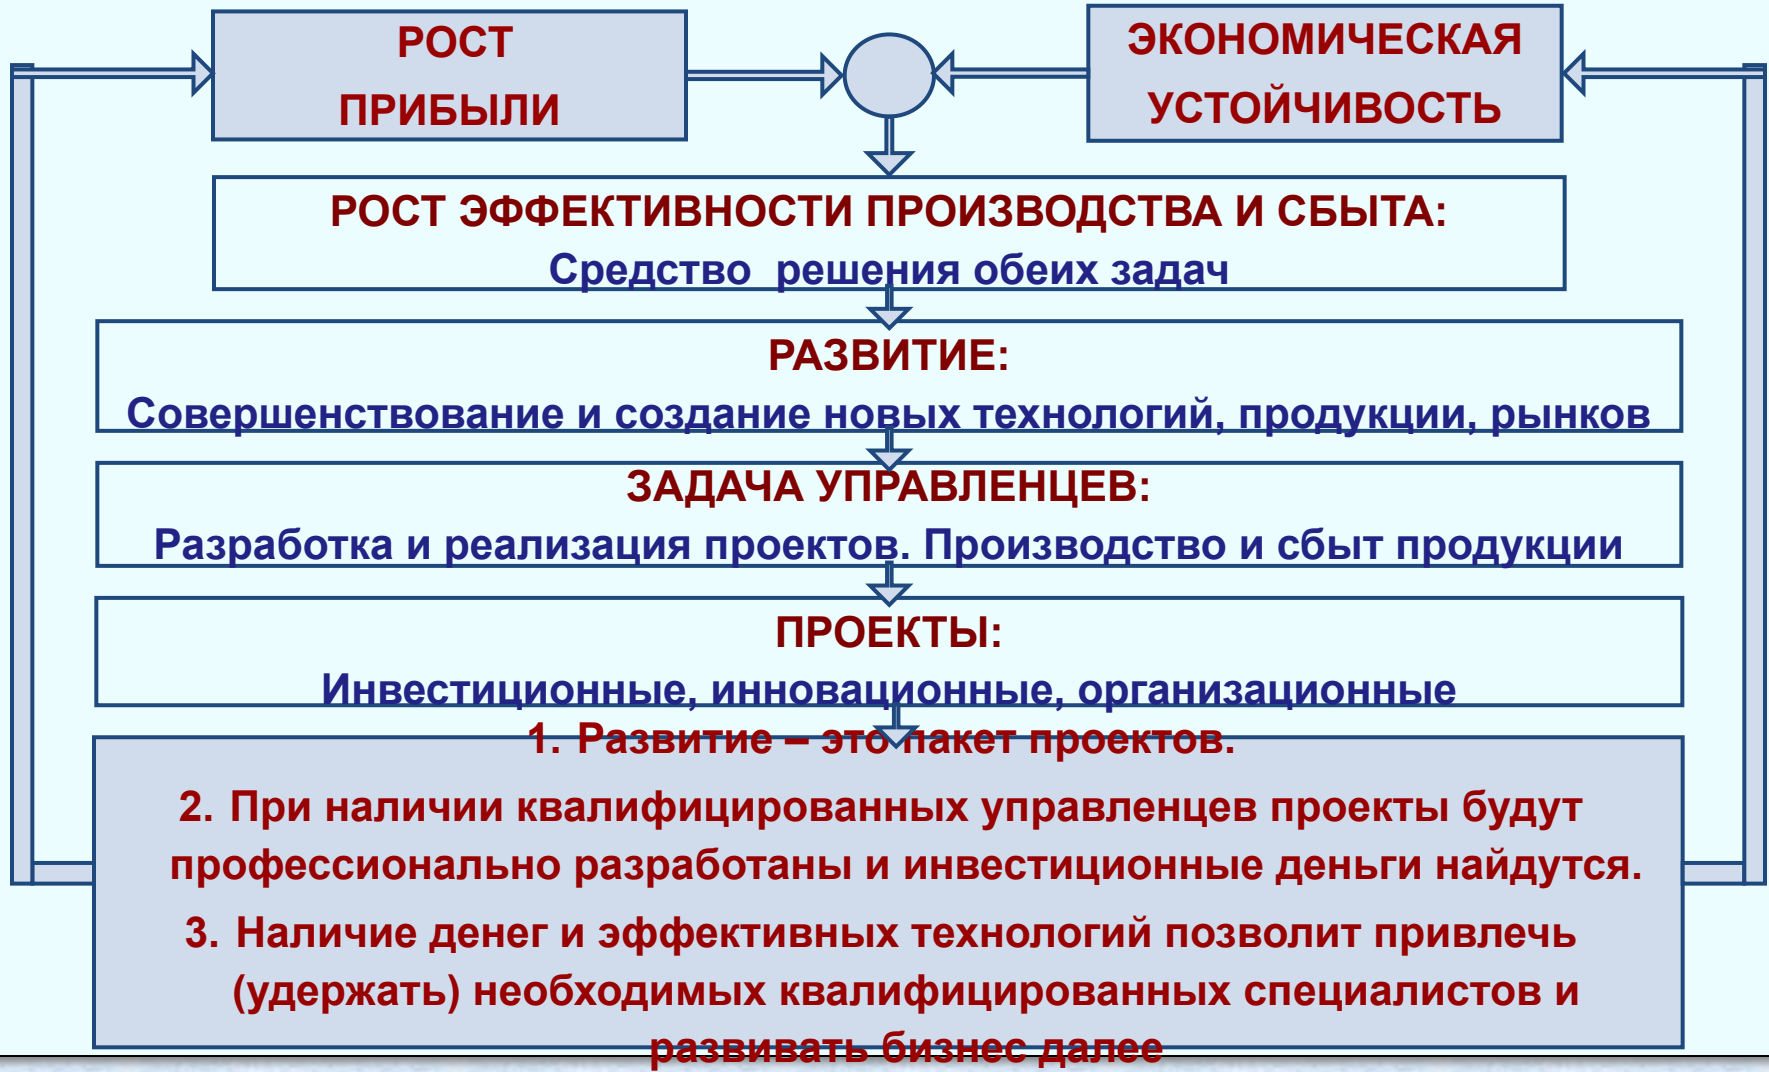 РОСТ
ПРИБЫЛИ
ЭКОНОМИЧЕСКАЯ
УСТОЙЧИВОСТЬ
РОСТ ЭФФЕКТИВНОСТИ ПРОИЗВОДСТВА И СБЫТА:
Средство решения обеих задач
РАЗВИТИЕ:
Совершенствование и создание новых технологий, продукции, рынков
ЗАДАЧА УПРАВЛЕНЦЕВ:
Разработка и реализация проектов. Производство и сбыт продукции
ПРОЕКТЫ:
Инвестиционные, инновационные, организационные
1. Развитие – это пакет проектов.
2. При наличии квалифицированных управленцев проекты будут
профессионально разработаны и инвестиционные деньги найдутся.
3. Наличие денег и эффективных технологий позволит привлечь
(удержать) необходимых квалифицированных специалистов и
развивать бизнес далее